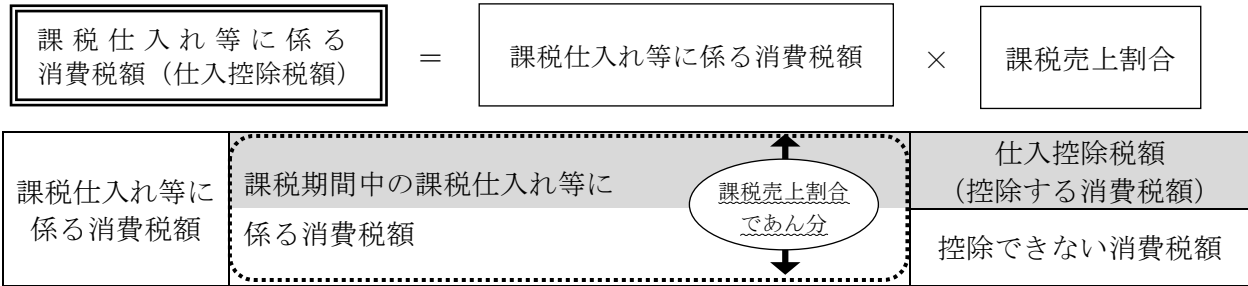 課税仕入れ等に係る
消費税額(仕入控除税額)
=
課税仕入れ等に係る消費税額
×
課税売上割合
課税仕入れ等に
係る消費税額
課税期間中の課税仕入れ等に
係る消費税額
課税売上割合
であん分
仕入控除税額
(控除する消費税額)
控除できない消費税額